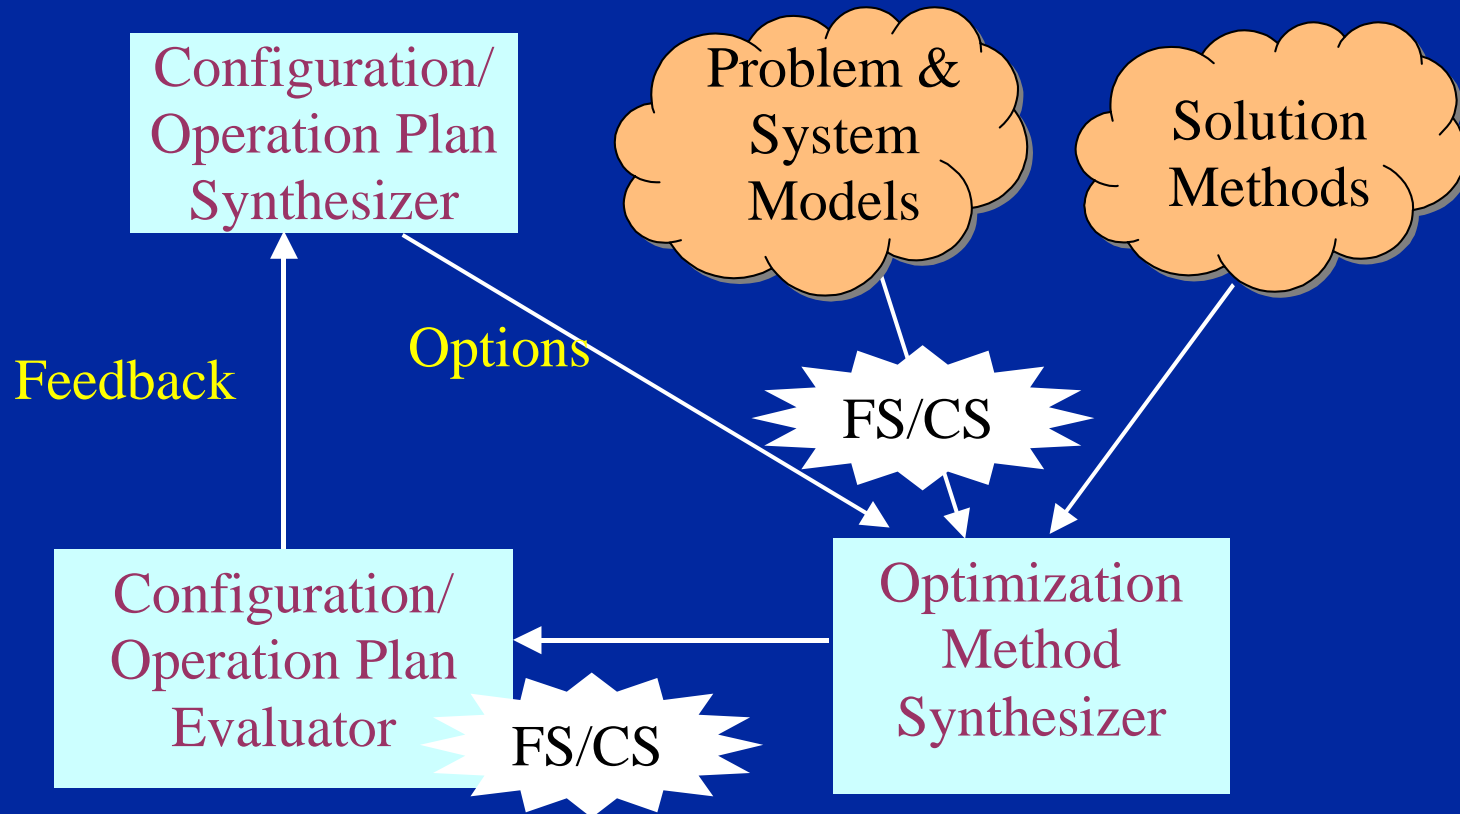 Configuration/
Operation Plan
Synthesizer
Problem &
System
Models
Solution
Methods
Options
Feedback
FS/CS
Configuration/
Operation Plan
Evaluator
FS/CS
Optimization
Method
Synthesizer